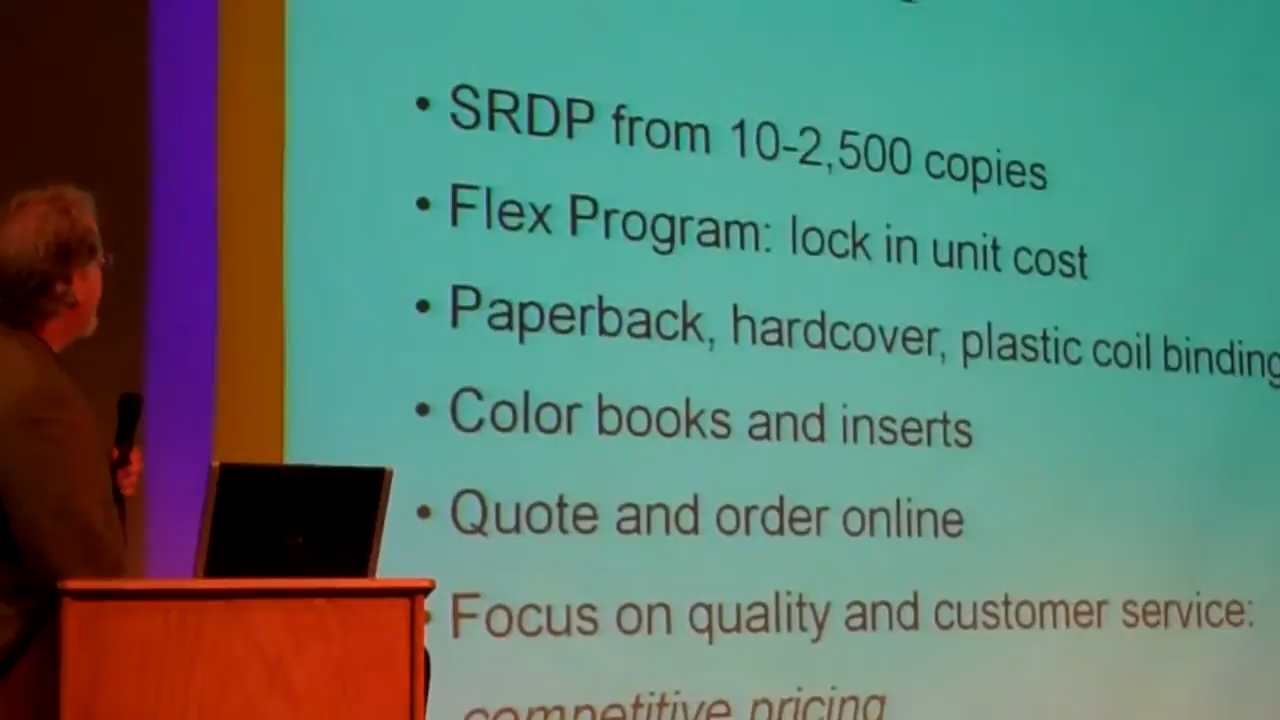 • SRDP from 10-2,500 copies
• Flex Program: lock in unit cost
• Paperback, hardcover, plastic coil binding
• Color books and inserts
• Quote and order online
• Focus on quality and customer service:
competitive pricing